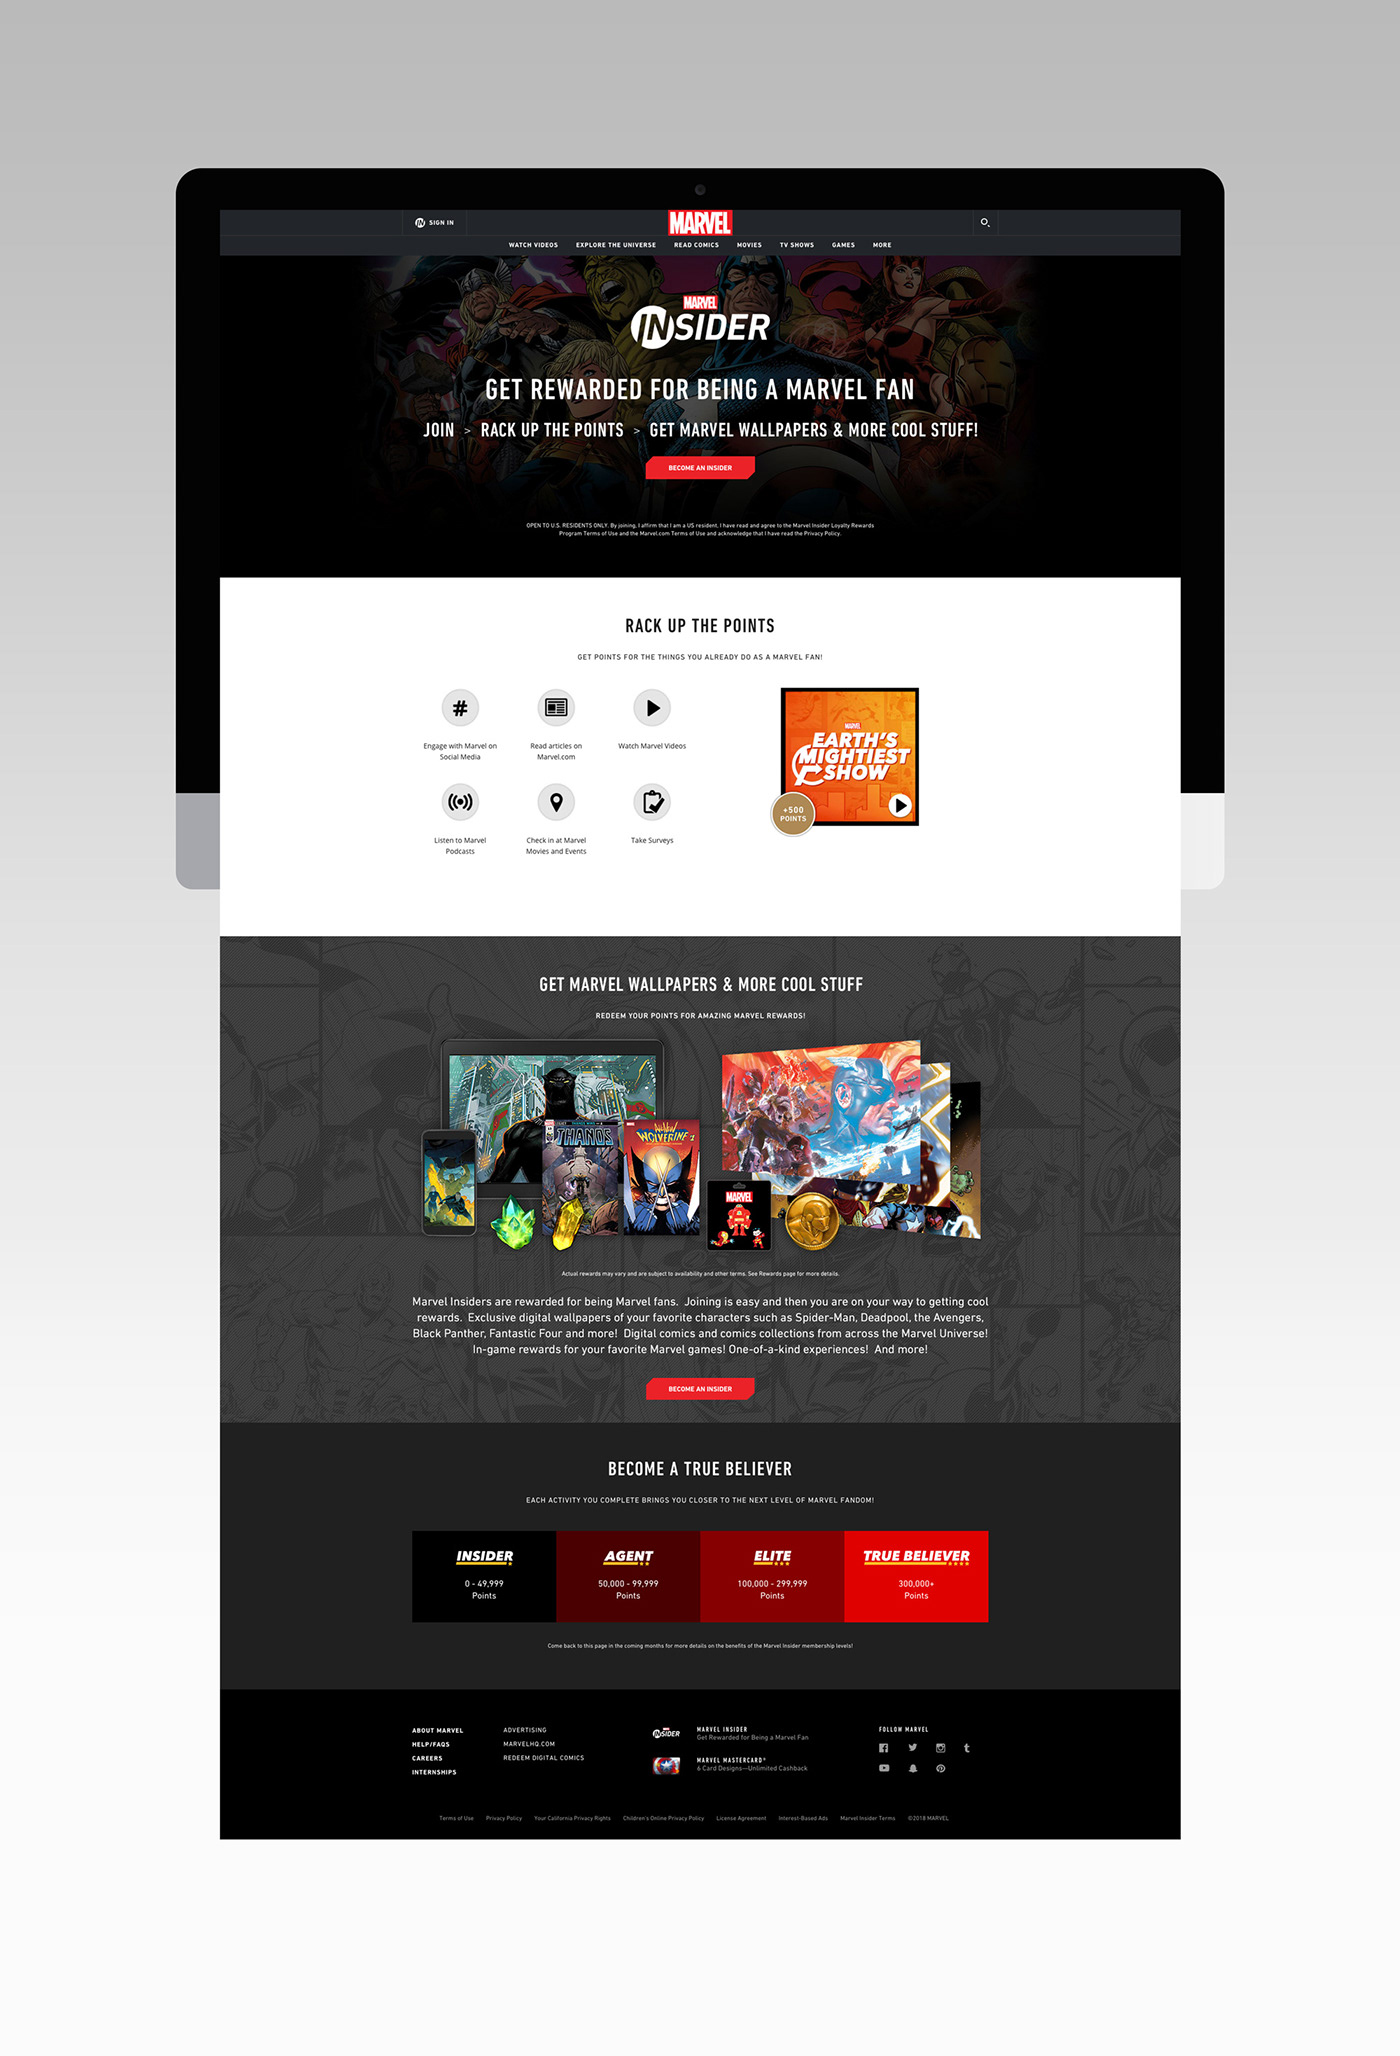 IN SIGN IN
MARVEL
WATCH VIDEOS EXPLORE THE UNIVERSE READ COMICS MOVIES TV SHOWS GAMES MORE
MARVEL
INSIDER
GET REWARDED FOR BEING A MARVEL FAN
JOIN > RACK UP THE POINTS > GET MARVEL WALLPAPERS & MORE COOL STUFF!
BECOME AN INSIDER
OPEN TO U.S. RESIDENTS ONLY. By joining, I affirm that I am a US resident, I have read and agree to the Marvel Insider Loyalty Rewards
Program Terms of Use and the Marvel.com Terms of Use and acknowledge that I have read the Privacy Policy.
RACK UP THE POINTS
GET POINTS FOR THE THINGS YOU ALREADY DO AS A MARVEL FAN!
#
Engage with Marvel on
Social Media
Read articles on
Marvel.com
Watch Marvel Videos
Listen to Marvel
Podcasts
Check in at Marvel
Movies and Events
Take Surveys
MARVEL
EARTH'S
MIGHTIEST
SHOW
+500
POINTS
GET MARVEL WALLPAPERS & MORE COOL STUFF
REDEEM YOUR POINTS FOR AMAZING MARVEL REWARDS!
THANOS
ALL-NEW
WOLVERINE
MARVEL
Actual rewards may vary and are subject to availability and other terms. See Rewards page for more details.
Marvel Insiders are rewarded for being Marvel fans. Joining is easy and then you are on your way to getting cool
rewards. Exclusive digital wallpapers of your favorite characters such as Spider-Man, Deadpool, the Avengers,
Black Panther, Fantastic Four and more! Digital comics and comics collections from across the Marvel Universe!
In-game rewards for your favorite Marvel games! One-of-a-kind experiences! And more!
BECOME AN INSIDER
BECOME A TRUE BELIEVER
EACH ACTIVITY YOU COMPLETE BRINGS YOU CLOSER TO THE NEXT LEVEL OF MARVEL FANDOM!
INSIDER
0 - 49,999
Points
AGENT
50,000 - 99,999
Points
ELITE
100,000 - 299,999
Points
TRUE BELIEVER
300,000+
Points
Come back to this page in the coming months for more details on the benefits of the Marvel Insider membership levels!
ABOUT MARVEL
HELP/FAQS
CAREERS
INTERNSHIPS
ADVERTISING
MARVELHQ.COM
REDEEM DIGITAL COMICS
INSIDER
MARVEL INSIDER
Get Rewarded for Being a Marvel Fan
MARVEL MASTERCARD®
6 Card Designs—Unlimited Cashback
FOLLOW MARVEL
Terms of Use Privacy Policy Your California Privacy Rights Children's Online Privacy Policy License Agreement Interest-Based Ads Marvel Insider Terms ©2018 MARVEL